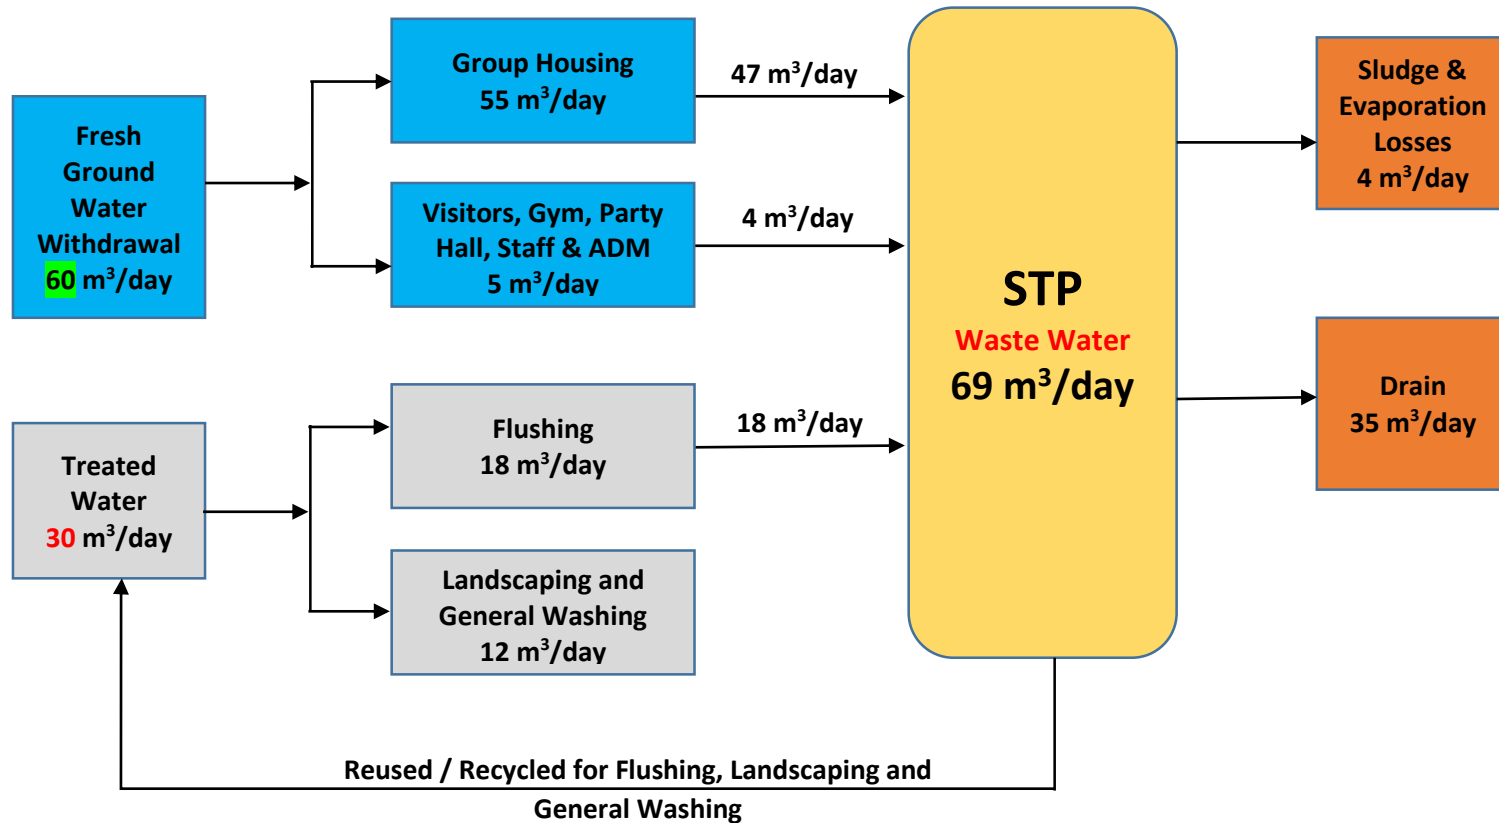 Fresh
Ground
Water
Withdrawal
60 m³/day
Group Housing
55 m³/day
47 m³/day
Visitors, Gym, Party
Hall, Staff & ADM
5 m³/day
4 m³/day
Treated
Water
30 m³/day
Flushing
18 m³/day
18 m³/day
Landscaping and
General Washing
12 m³/day
STP
Waste Water
69 m³/day
Sludge &
Evaporation
Losses
4 m³/day
Drain
35 m³/day
Reused / Recycled for Flushing, Landscaping and
General Washing